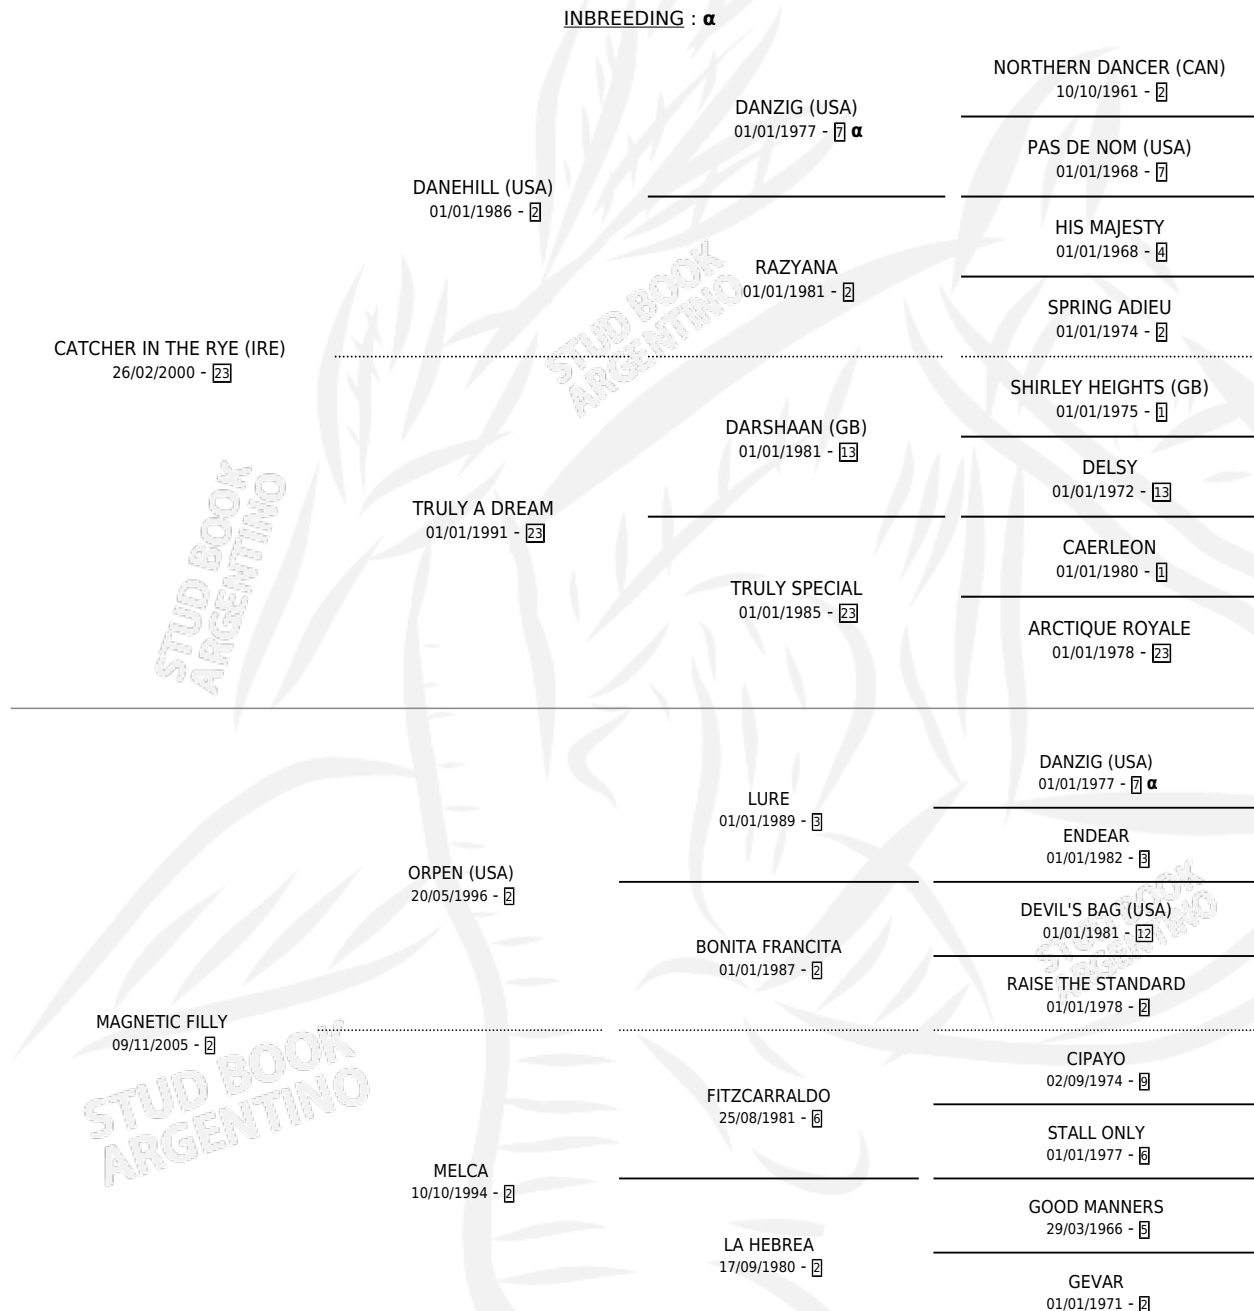 INBREEDING : α
NORTHERN DANCER (CAN)
10/10/1961 - 2
DANZIG (USA)
01/01/1977 - 7 α
PAS DE NOM (USA)
01/01/1968 - 7
DANEHILL (USA)
01/01/1986 - 2
HIS MAJESTY
01/01/1968 - 4
RAZYANA
01/01/1981 - 2
SPRING ADIEU
01/01/1974 - 2
CATCHER IN THE RYE (IRE)
26/02/2000 - 23
SHIRLEY HEIGHTS (GB)
01/01/1975 - 1
DARSHAAN (GB)
01/01/1981 - 13
DELSY
01/01/1972 - 13
TRULY A DREAM
01/01/1991 - 23
CAERLEON
01/01/1980 - 1
TRULY SPECIAL
01/01/1985 - 23
ARCTIQUE ROYALE
01/01/1978 - 23
DANZIG (USA)
01/01/1977 - 7 α
LURE
01/01/1989 - 3
ENDEAR
01/01/1982 - 3
ORPEN (USA)
20/05/1996 - 2
DEVIL'S BAG (USA)
01/01/1981 - 12
BONITA FRANCITA
01/01/1987 - 2
RAISE THE STANDARD
01/01/1978 - 2
MAGNETIC FILLY
09/11/2005 - 2
CIPAYO
02/09/1974 - 9
FITZCARRALDO
25/08/1981 - 6
STALL ONLY
01/01/1977 - 6
MELCA
10/10/1994 - 2
GOOD MANNERS
29/03/1966 - 5
LA HEBREA
17/09/1980 - 2
GEVAR
01/01/1971 - 2
STUD BOOK
ARGENTINO
STUD BOOK
ARGENTINO
STUD BOOK
ARGENTINO
STUD BOOK
ARGENTINO